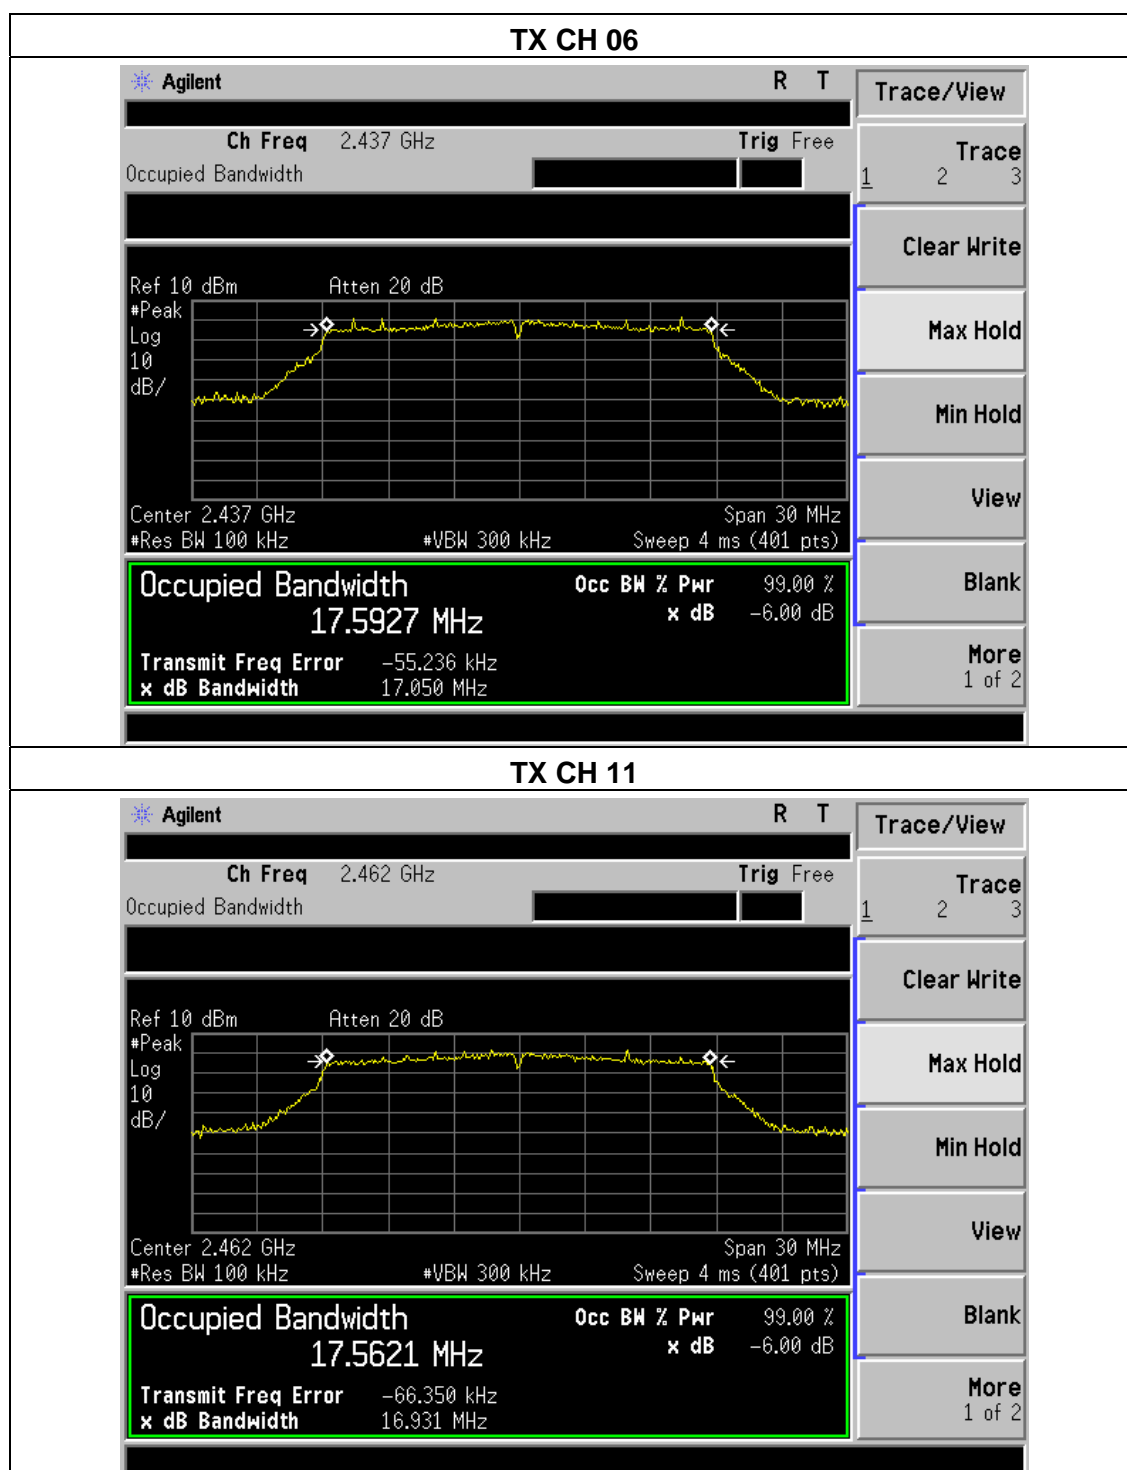 TX CH 06
Agilent R T
Trace/View
Ch Freq 2.437 GHz Trig Free
Occupied Bandwidth
Trace
1 2 3
Clear Write
Ref 10 dBm Atten 20 dB
#Peak
Log
10
dB/
Max Hold
Min Hold
View
Center 2.437 GHz Span 30 MHz
#Res BW 100 kHz #VBW 300 kHz Sweep 4 ms (401 pts)
Occupied Bandwidth Occ BW % Pwr 99.00 %
17.5927 MHz x dB -6.00 dB
Blank
Transmit Freq Error -55.236 kHz
x dB Bandwidth 17.050 MHz
More
1 of 2
TX CH 11
Agilent R T
Trace/View
Ch Freq 2.462 GHz Trig Free
Occupied Bandwidth
Trace
1 2 3
Clear Write
Ref 10 dBm Atten 20 dB
#Peak
Log
10
dB/
Max Hold
Min Hold
View
Center 2.462 GHz Span 30 MHz
#Res BW 100 kHz #VBW 300 kHz Sweep 4 ms (401 pts)
Occupied Bandwidth Occ BW % Pwr 99.00 %
17.5621 MHz x dB -6.00 dB
Blank
Transmit Freq Error -66.350 kHz
x dB Bandwidth 16.931 MHz
More
1 of 2